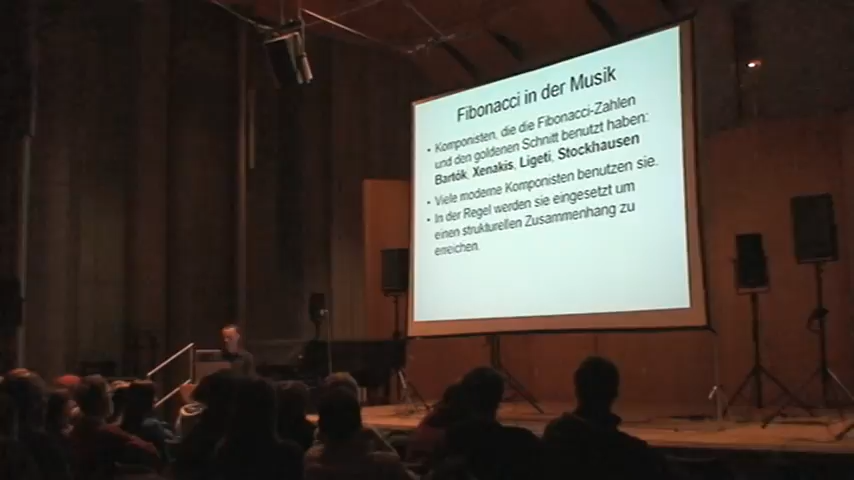 Fibonacci in der Musik
• Komponisten, die die Fibonacci-Zahlen
und den goldenen Schnitt benutzt haben:
Bartók, Xenakis, Ligeti, Stockhausen
• Viele moderne Komponisten benutzen sie.
• In der Regel werden sie eingesetzt um
einen strukturellen Zusammenhang zu
erreichen.